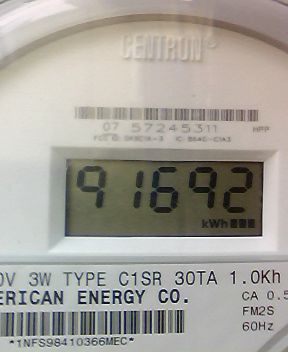 CENTRON®
07 57245311
91692
kWh
0V 3W TYPE C1SR 30TA 1.0Kh
ERICAN ENERGY CO.
CA 0.5
FM2S
60Hz
*1NFS98410366MEC*